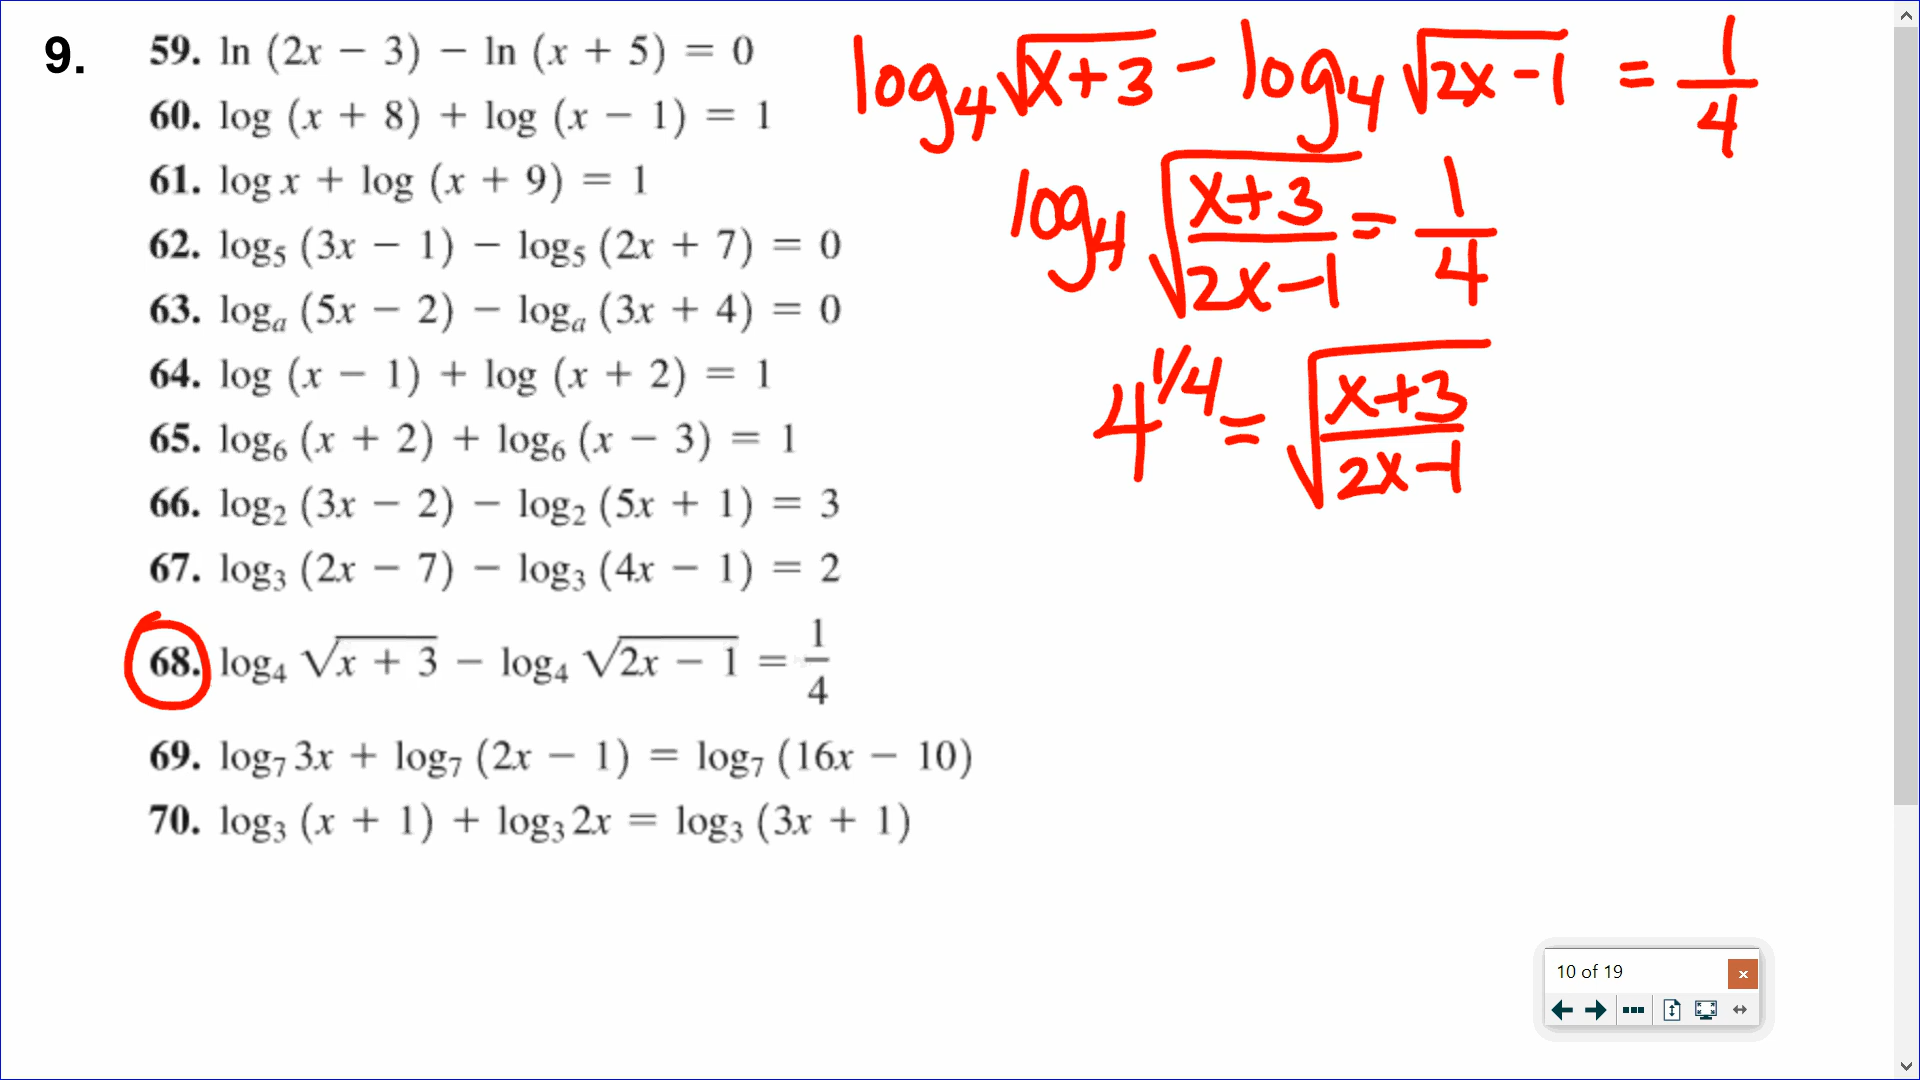 9.
59. ln (2x − 3) − ln (x + 5) = 0
60. log (x + 8) + log (x − 1) = 1
61. log x + log (x + 9) = 1
62. log₅ (3x − 1) − log₅ (2x + 7) = 0
63. logₐ (5x − 2) − logₐ (3x + 4) = 0
64. log (x − 1) + log (x + 2) = 1
65. log₆ (x + 2) + log₆ (x − 3) = 1
66. log₂ (3x − 2) − log₂ (5x + 1) = 3
67. log₃ (2x − 7) − log₃ (4x − 1) = 2
68. log₄ √(x + 3) − log₄ √(2x − 1) = 1/4
69. log₇ 3x + log₇ (2x − 1) = log₇ (16x − 10)
70. log₃ (x + 1) + log₃ 2x = log₃ (3x + 1)
log₄ √(x+3) − log₄ √(2x−1) = 1/4
log₄ √((x+3)/(2x−1)) = 1/4
4^(1/4) = √((x+3)/(2x−1))
10 of 19